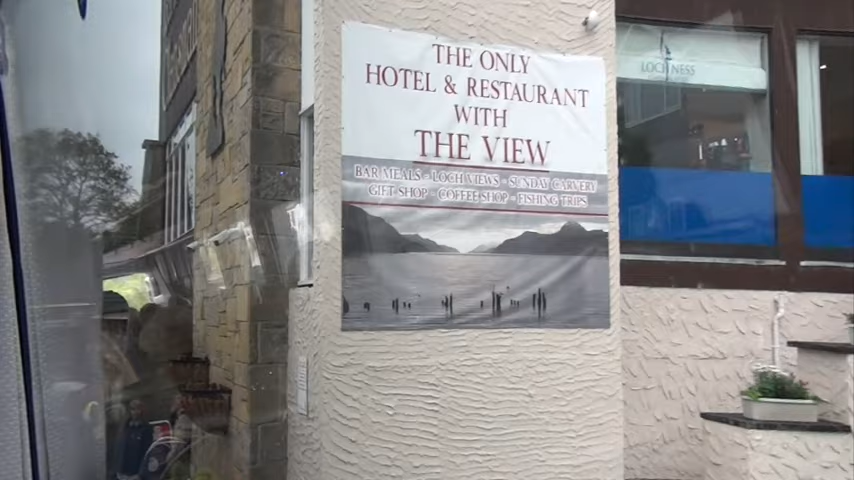 THE ONLY
HOTEL & RESTAURANT
WITH
THE VIEW
BAR MEALS - LOCH VIEWS - SUNDAY CARVERY
GIFT SHOP - COFFEE SHOP - FISHING TRIPS
LOCH NESS